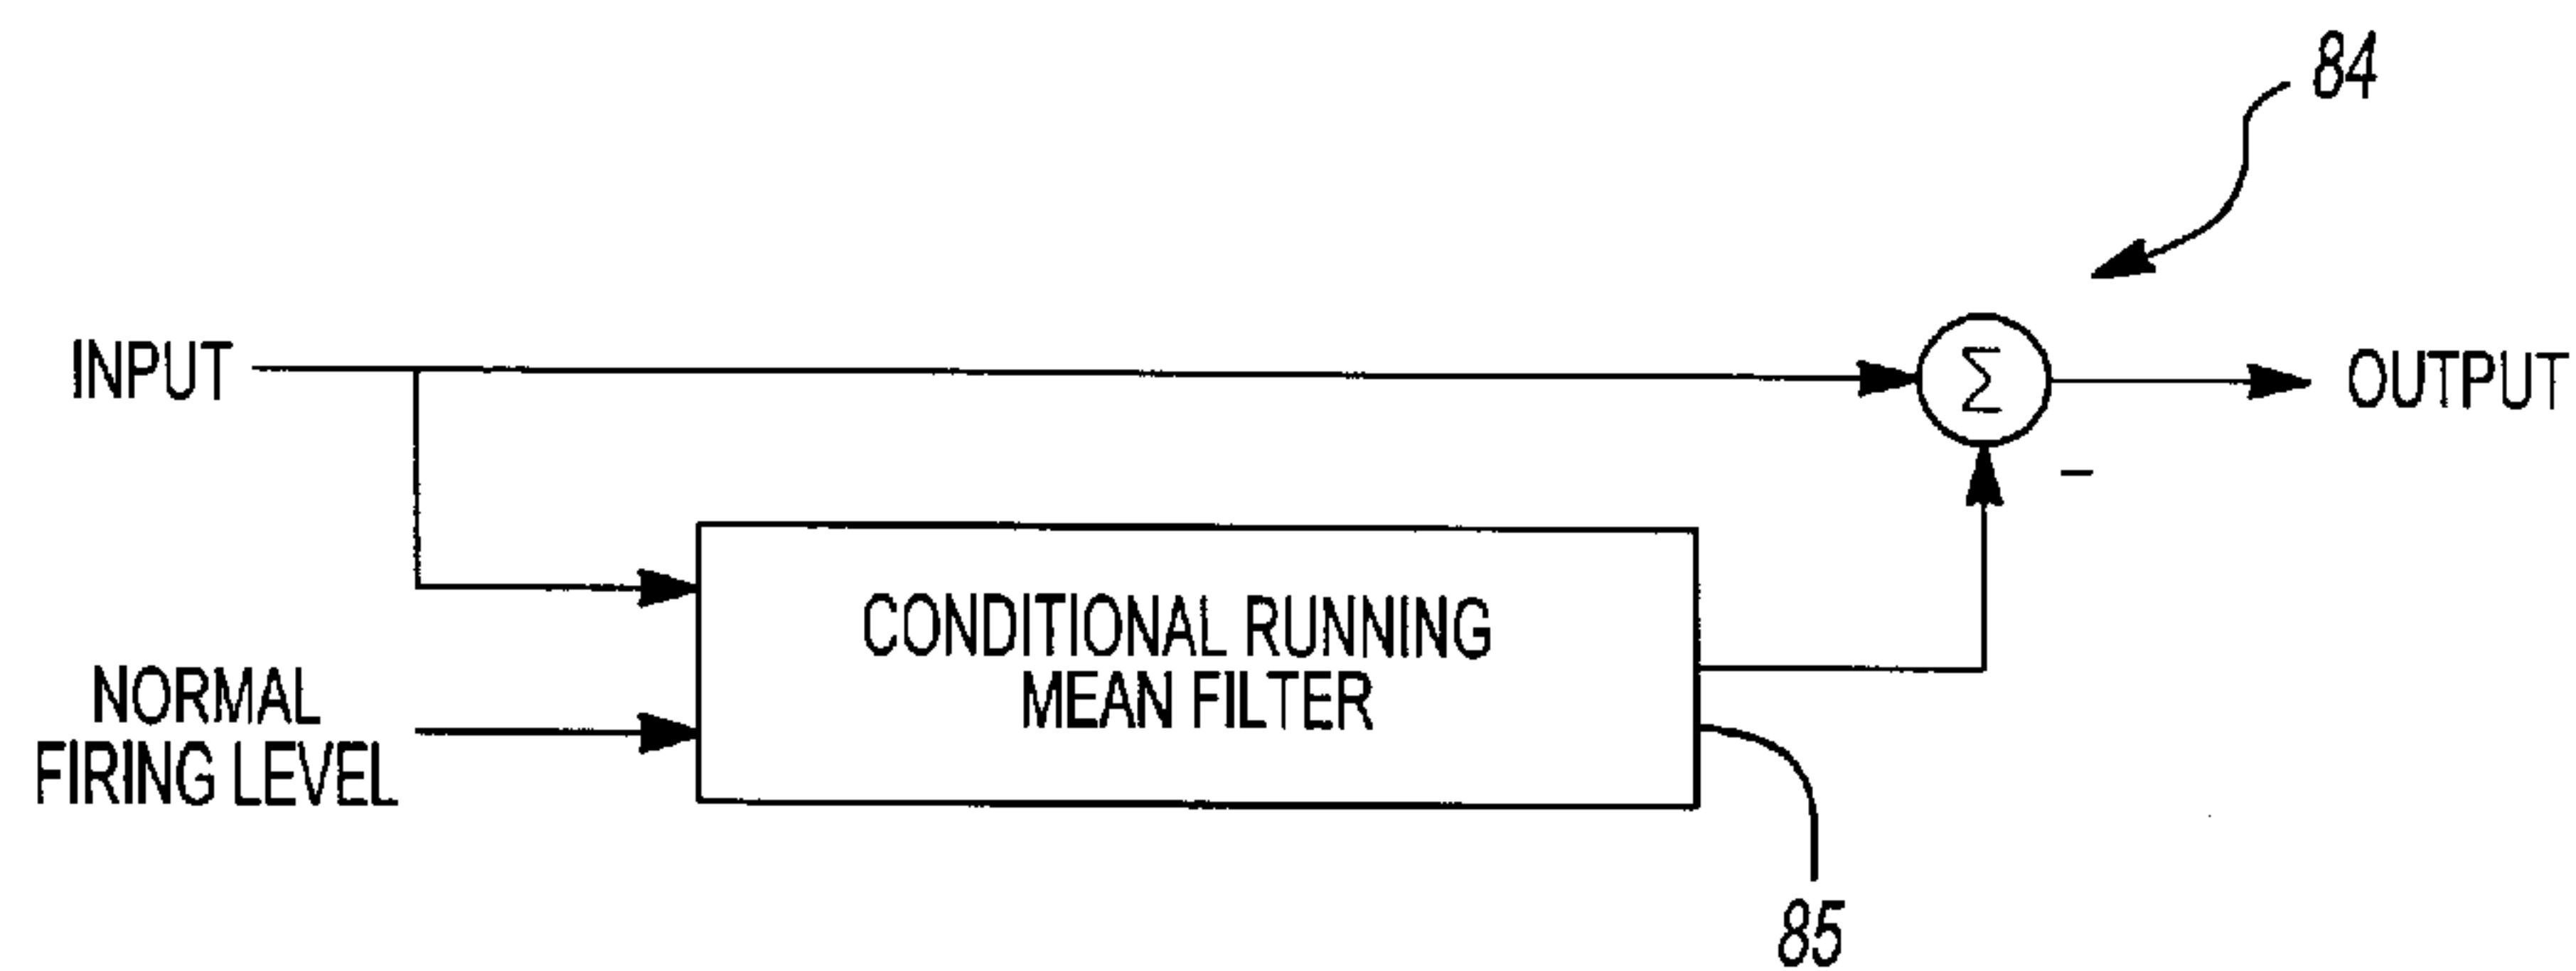 84
INPUT
Σ
OUTPUT
–
CONDITIONAL RUNNING
MEAN FILTER
NORMAL
FIRING LEVEL
85